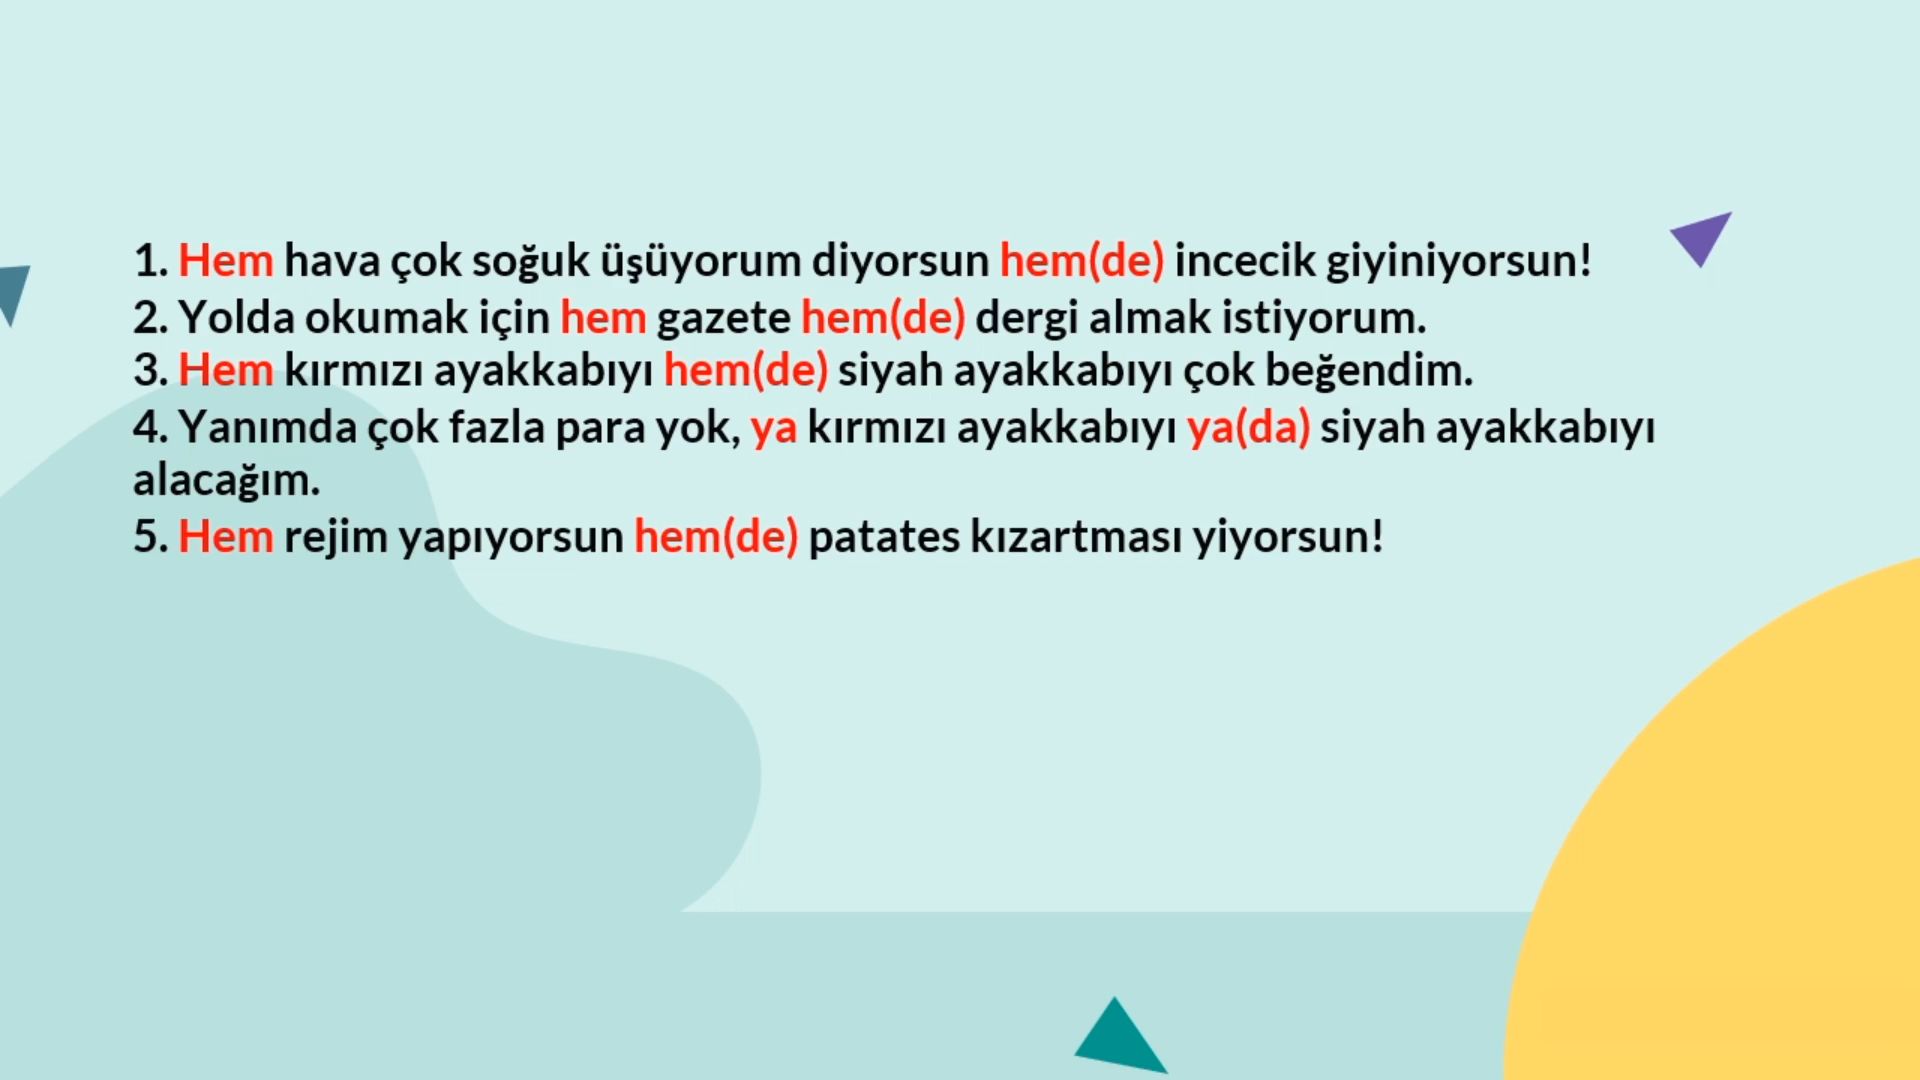 1. Hem hava çok soğuk üşüyorum diyorsun hem(de) incecik giyiniyorsun!
2. Yolda okumak için hem gazete hem(de) dergi almak istiyorum.
3. Hem kırmızı ayakkabıyı hem(de) siyah ayakkabıyı çok beğendim.
4. Yanımda çok fazla para yok, ya kırmızı ayakkabıyı ya(da) siyah ayakkabıyı
alacağım.
5. Hem rejim yapıyorsun hem(de) patates kızartması yiyorsun!